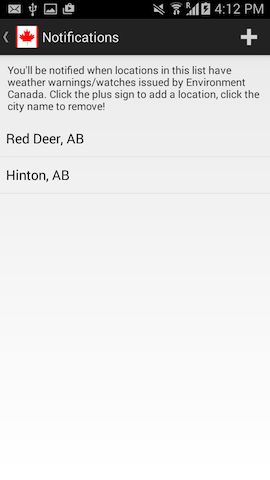 4:12 PM
Notifications
You'll be notified when locations in this list have
weather warnings/watches issued by Environment
Canada. Click the plus sign to add a location, click the
city name to remove!
Red Deer, AB
Hinton, AB